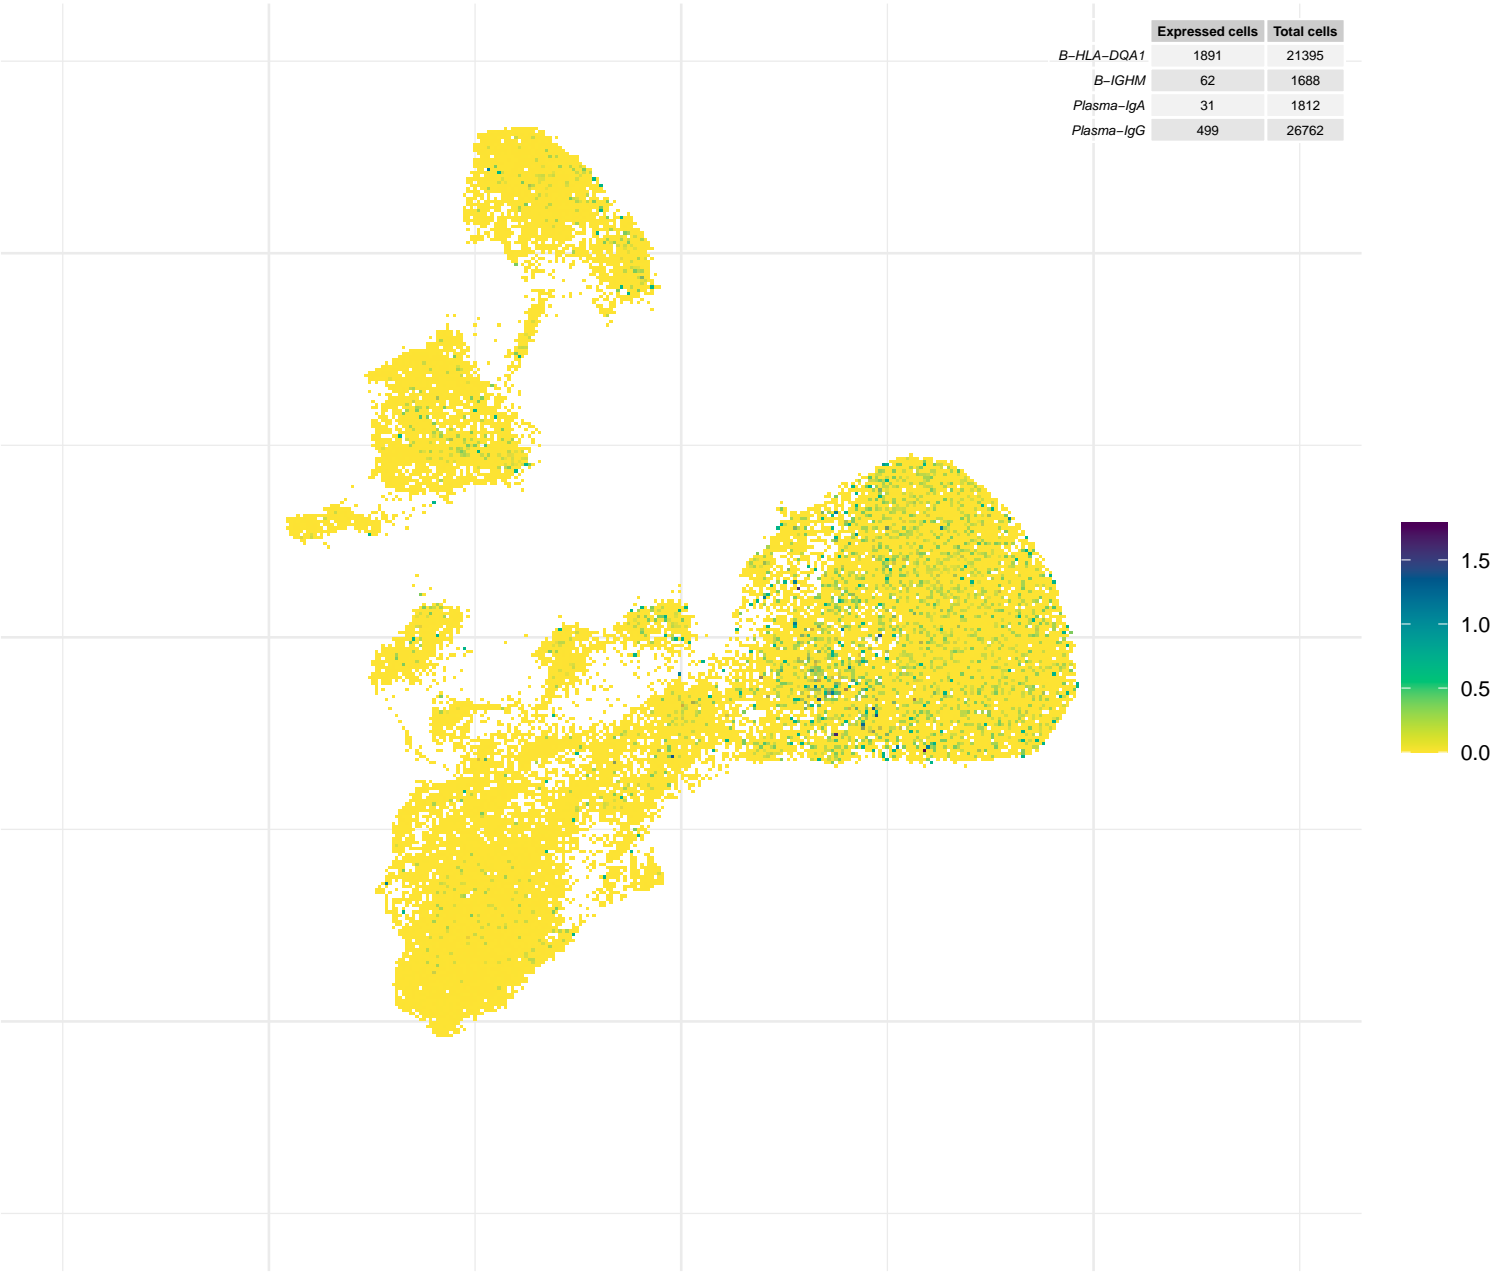 Expressed cells Total cells
B−HLA−DQA1 1891 21395
B−IGHM 62 1688
Plasma−IgA 31 1812
Plasma−IgG 499 26762
1.5
1.0
0.5
0.0